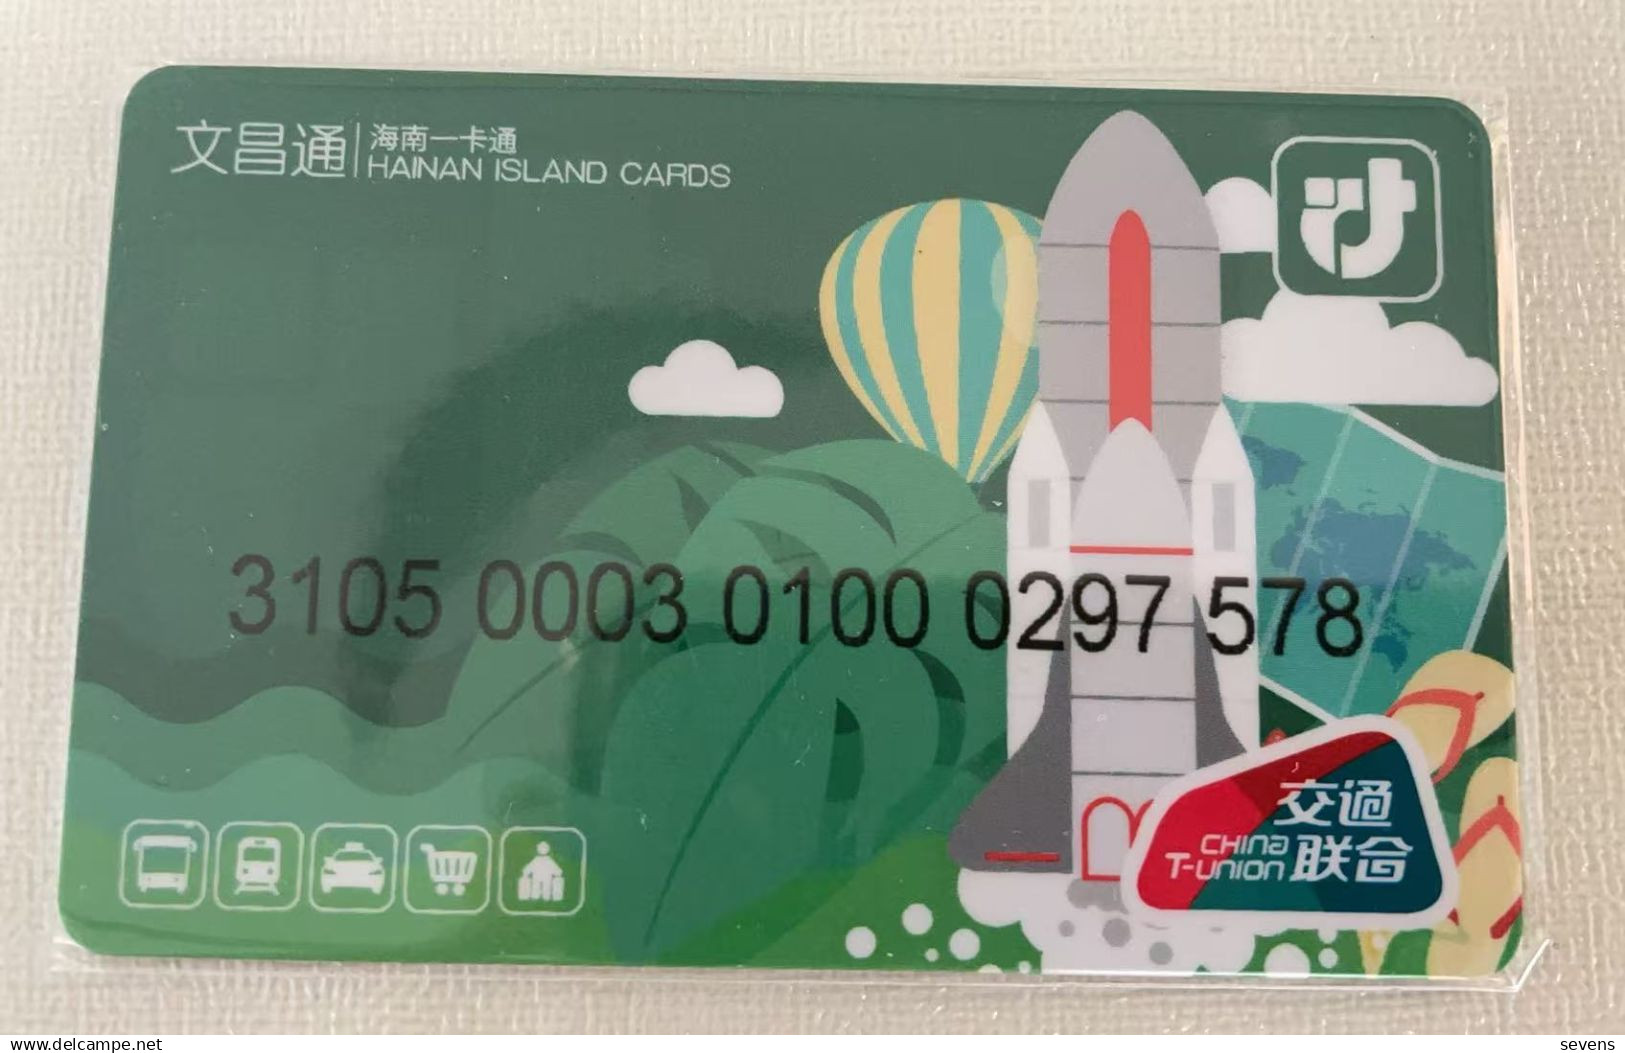 文昌通
海南一卡通
HAINAN ISLAND CARDS
3105 0003 0100 0297 578
交通
CHINA
T-UNION 联合
www.delcampe.net
sevens